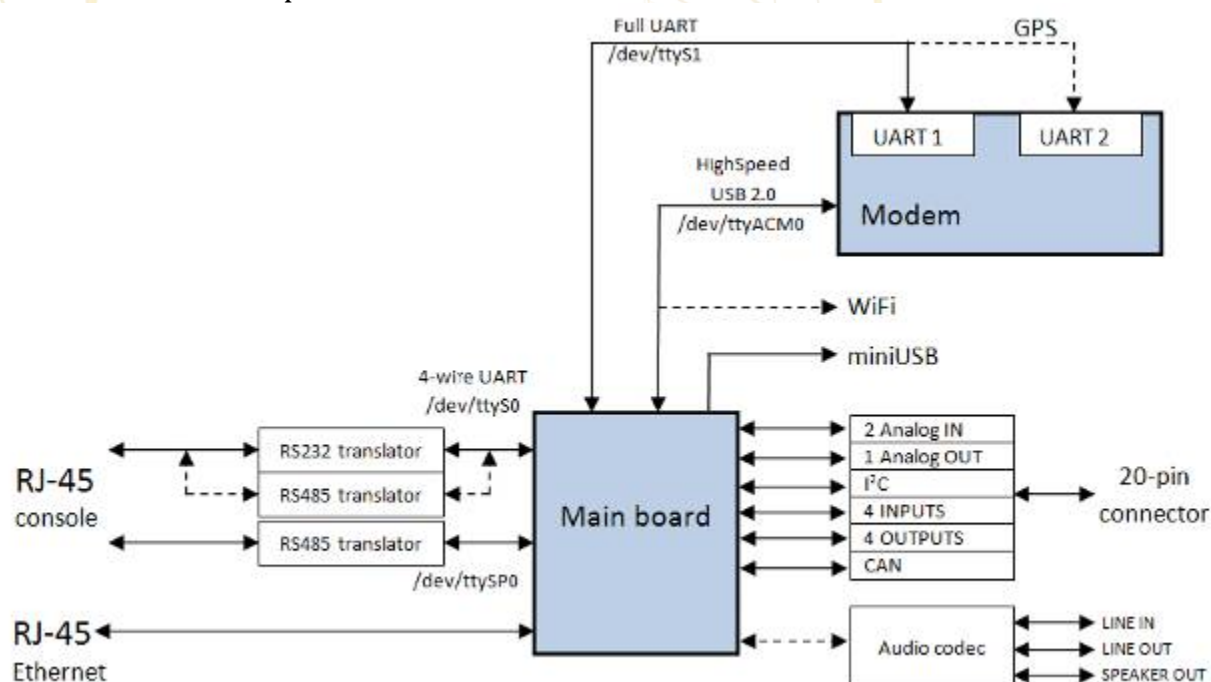 Full UART
/dev/ttyS1
GPS
UART 1
UART 2
HighSpeed
USB 2.0
/dev/ttyACM0
Modem
WiFi
miniUSB
4-wire UART
/dev/ttyS0
RS232 translator
RS485 translator
RJ-45
console
RS485 translator
/dev/ttySP0
Main board
2 Analog IN
1 Analog OUT
I²C
4 INPUTS
4 OUTPUTS
CAN
20-pin
connector
RJ-45
Ethernet
Audio codec
LINE IN
LINE OUT
SPEAKER OUT